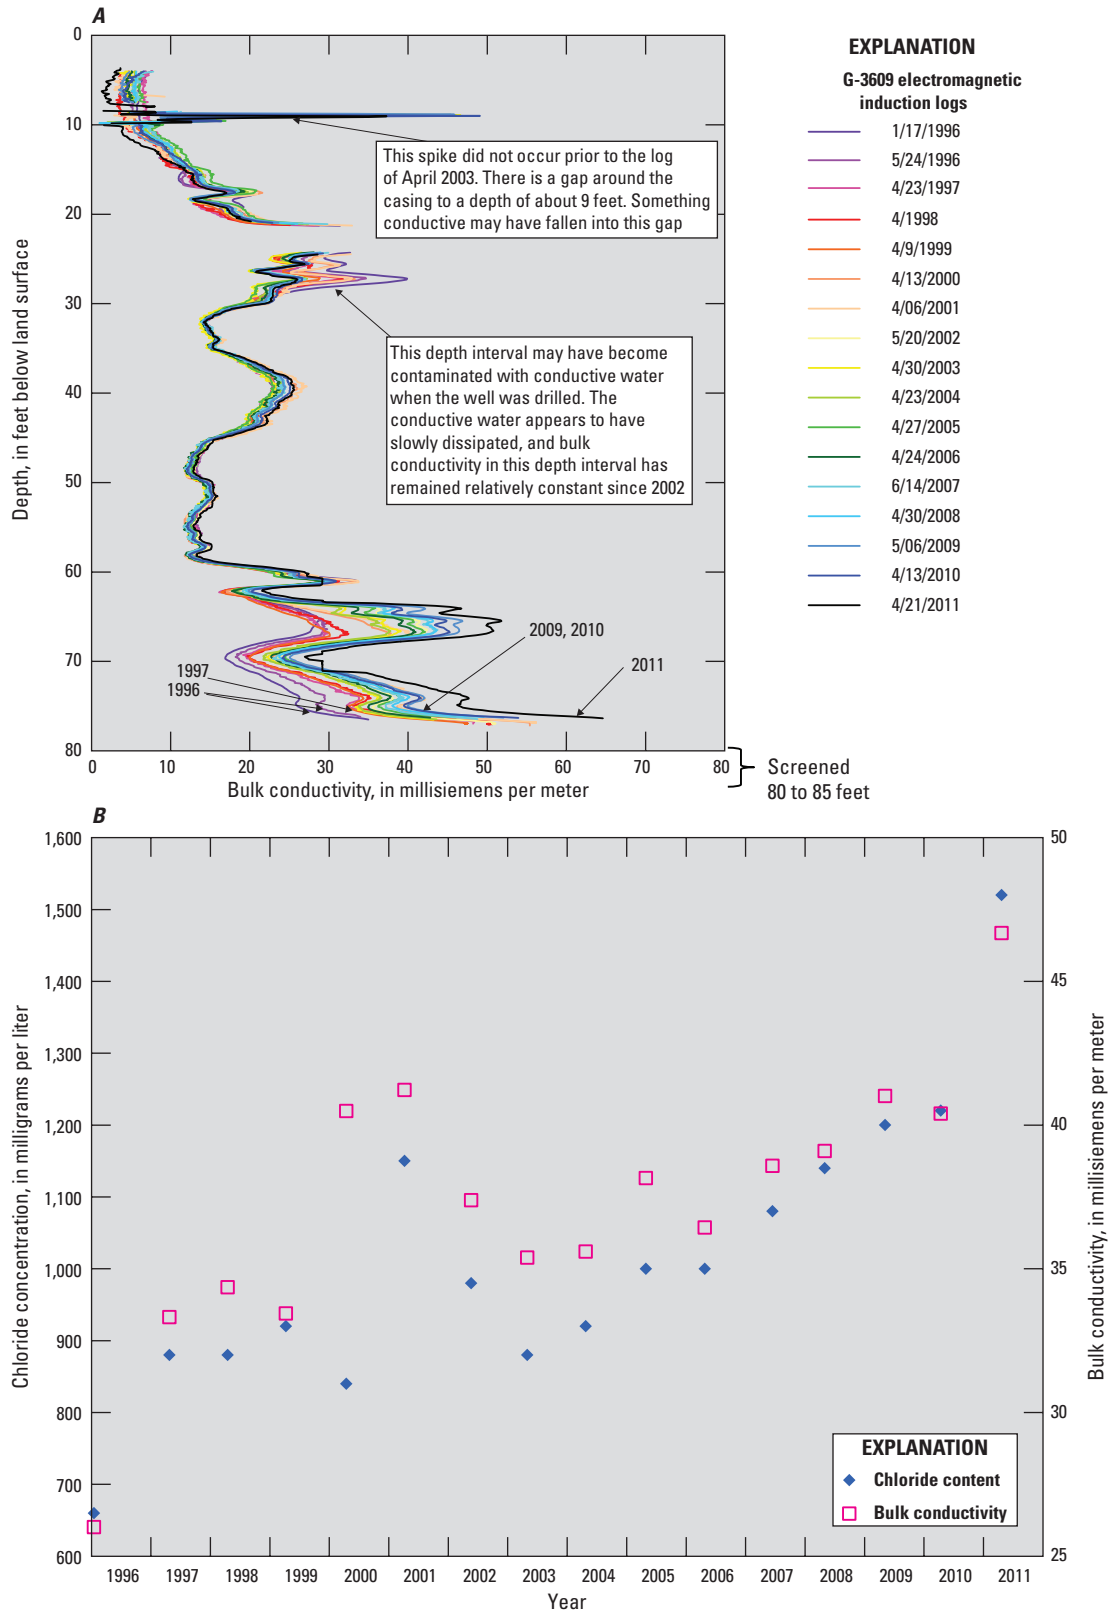 A
0
10
20
30
40
50
60
70
80
Depth, in feet below land surface
This spike did not occur prior to the log
of April 2003. There is a gap around the
casing to a depth of about 9 feet. Something
conductive may have fallen into this gap
This depth interval may have become
contaminated with conductive water
when the well was drilled. The
conductive water appears to have
slowly dissipated, and bulk
conductivity in this depth interval has
remained relatively constant since 2002
2009, 2010
2011
1997
1996
0 10 20 30 40 50 60 70 80
Bulk conductivity, in millisiemens per meter
Screened
80 to 85 feet
EXPLANATION
G-3609 electromagnetic
induction logs
1/17/1996
5/24/1996
4/23/1997
4/1998
4/9/1999
4/13/2000
4/06/2001
5/20/2002
4/30/2003
4/23/2004
4/27/2005
4/24/2006
6/14/2007
4/30/2008
5/06/2009
4/13/2010
4/21/2011
B
1,600
1,500
1,400
1,300
1,200
1,100
1,000
900
800
700
600
Chloride concentration, in milligrams per liter
50
45
40
35
30
25
Bulk conductivity, in millisiemens per meter
EXPLANATION
Chloride content
Bulk conductivity
1996 1997 1998 1999 2000 2001 2002 2003 2004 2005 2006 2007 2008 2009 2010 2011
Year